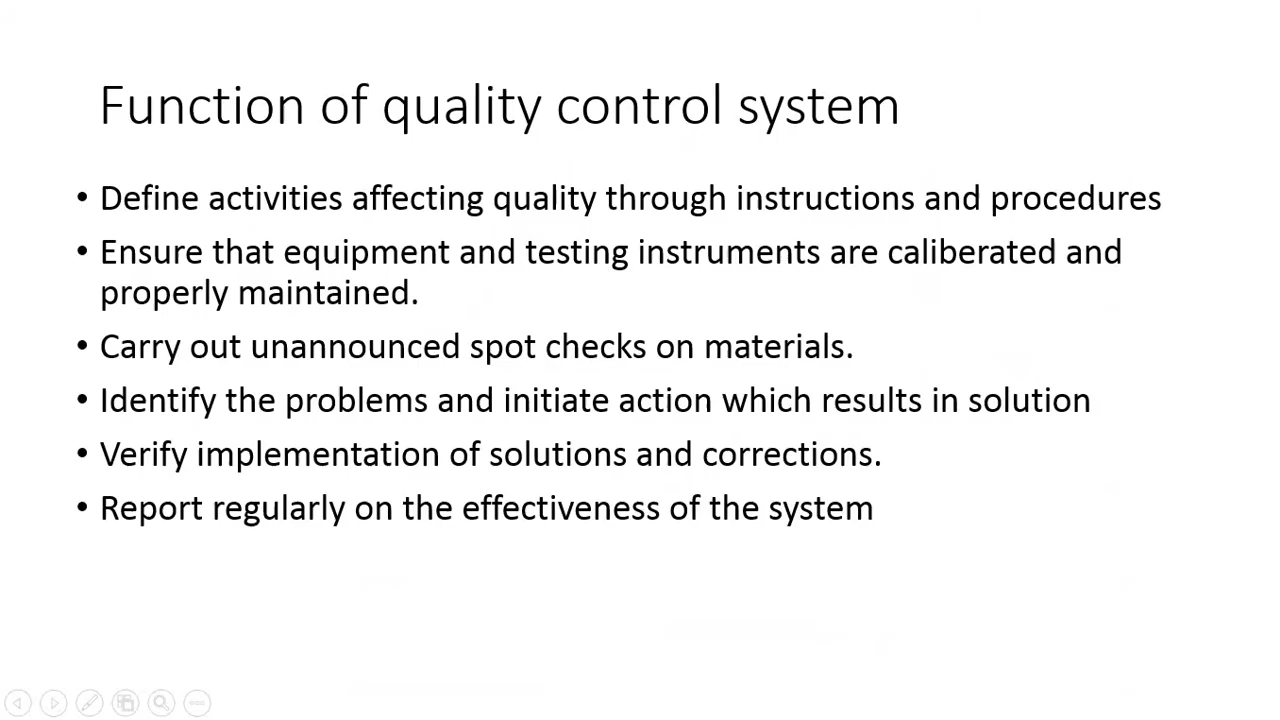 Function of quality control system
• Define activities affecting quality through instructions and procedures
• Ensure that equipment and testing instruments are caliberated and
properly maintained.
• Carry out unannounced spot checks on materials.
• Identify the problems and initiate action which results in solution
• Verify implementation of solutions and corrections.
• Report regularly on the effectiveness of the system